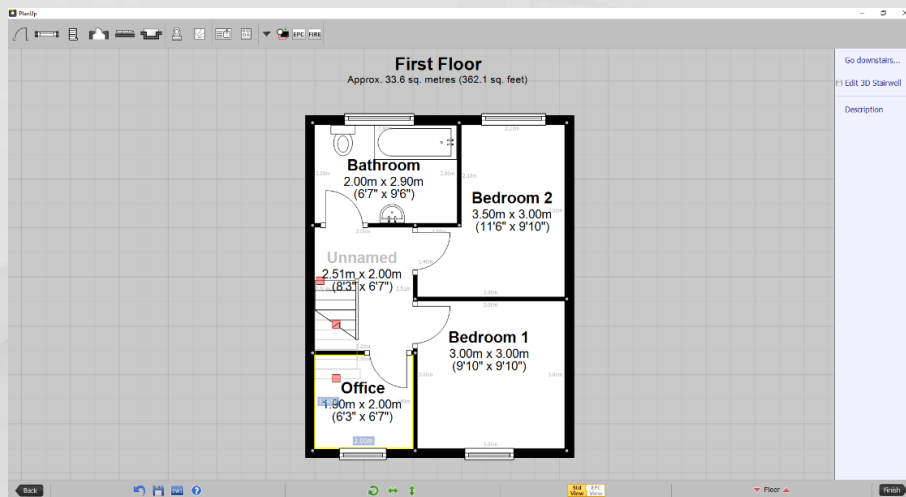 PlanUp
EPC FIRE
First Floor
Approx. 33.6 sq. metres (362.1 sq. feet)
Go downstairs...
Edit 3D Stairwell
Description
Bathroom
2.00m x 2.90m
(6'7" x 9'6")
2.10m
Bedroom 2
3.50m x 3.00m
(11'6" x 9'10")
Unnamed
2.51m x 2.00m
(8'3" x 6'7")
Bedroom 1
3.00m x 3.00m
(9'10" x 9'10")
Office
1.90m x 2.00m
(6'3" x 6'7")
2.00m
Back
Std View
EPC View
Floor
Finish